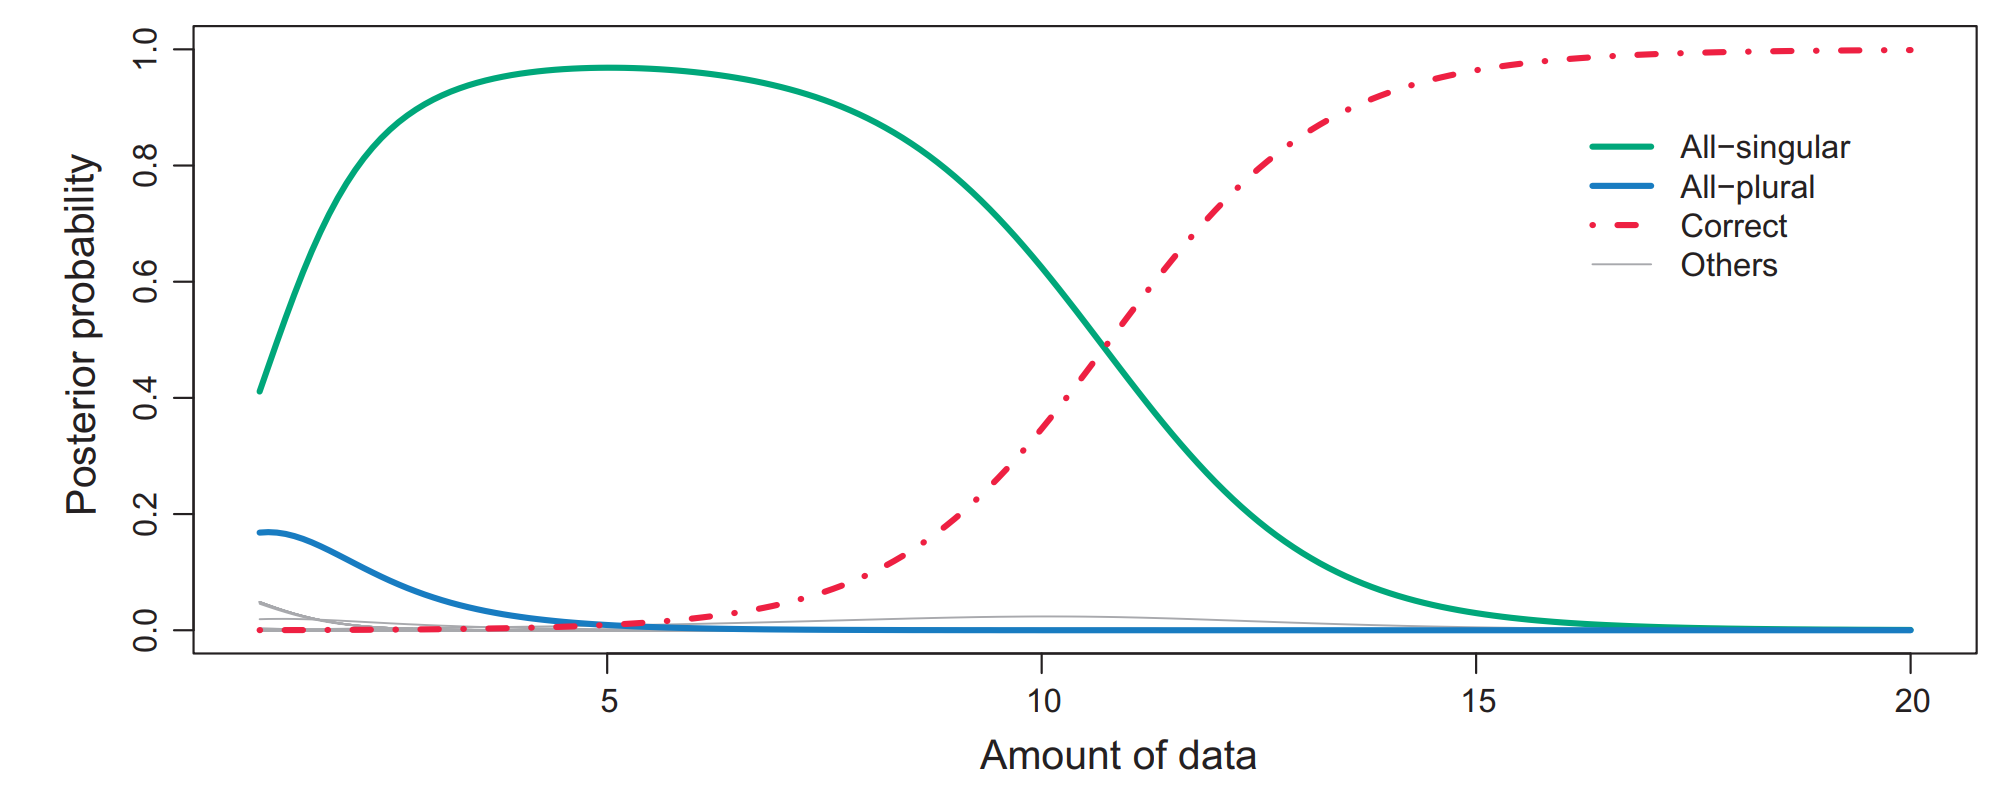 1.0
0.8
0.6
0.4
0.2
0.0
Posterior probability
All−singular
All−plural
Correct
Others
5 10 15 20
Amount of data